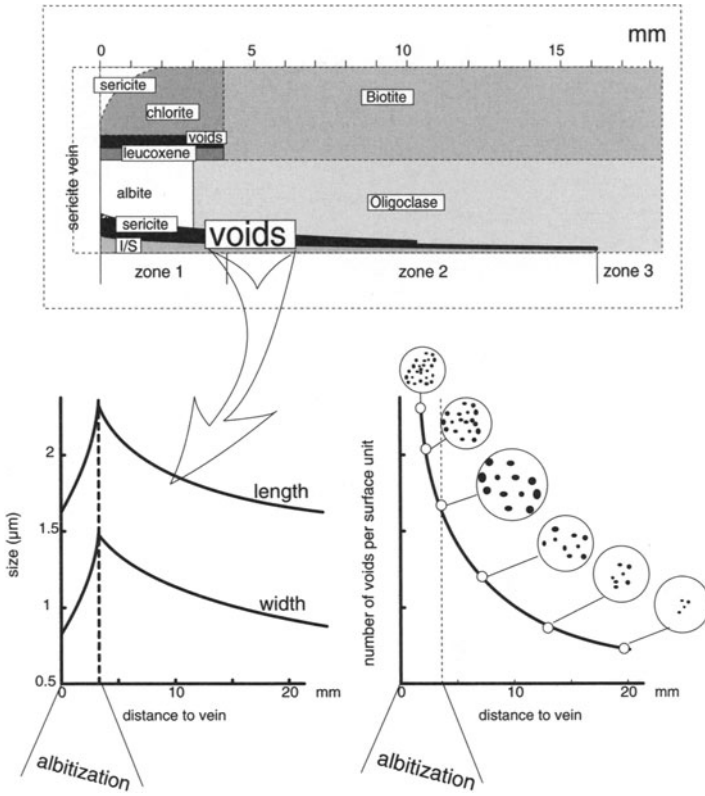 mm
0 5 10 15
sericite
Biotite
chlorite
voids
leucoxene
sericite vein
albite
Oligoclase
sericite
voids
I/S
zone 1 zone 2 zone 3
2
1.5
1
0.5
size (µm)
length
width
0 10 20 mm
distance to vein
albitization
number of voids per surface unit
0 10 20 mm
distance to vein
albitization